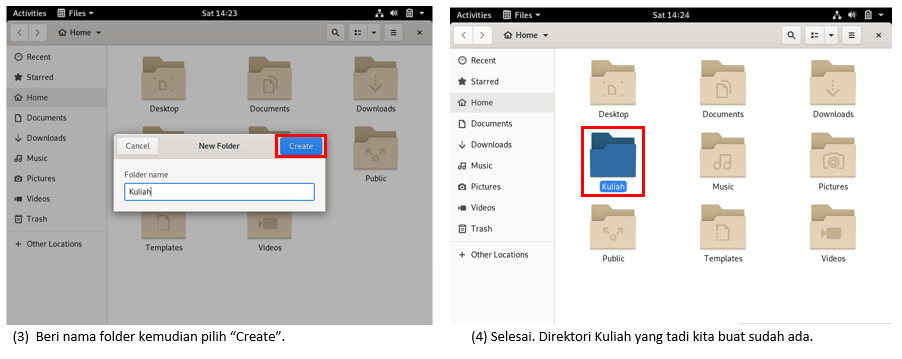 Activities Files Sat 14:23
Home
Recent
Starred
Home
Documents
Downloads
Music
Pictures
Videos
Trash
+ Other Locations
Desktop Documents Downloads
Public
Templates Videos
Cancel New Folder Create
Folder name
Kuliah
(3) Beri nama folder kemudian pilih “Create”.
Activities Files Sat 14:24
Home
Recent
Starred
Home
Documents
Downloads
Music
Pictures
Videos
Trash
+ Other Locations
Desktop Documents Downloads
Kuliah Music Pictures
Public Templates Videos
(4) Selesai. Direktori Kuliah yang tadi kita buat sudah ada.